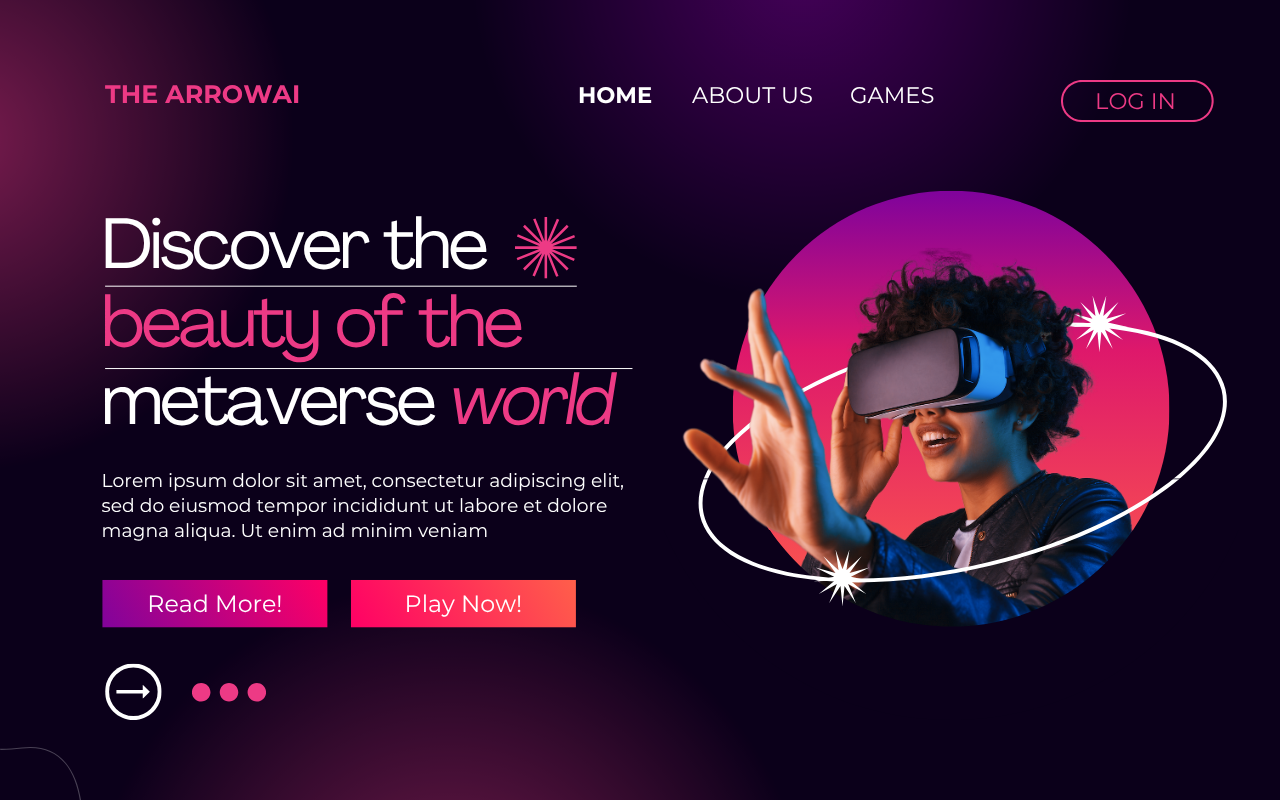 THE ARROWAI
HOME ABOUT US GAMES
LOG IN
Discover the
beauty of the
metaverse world
Lorem ipsum dolor sit amet, consectetur adipiscing elit,
sed do eiusmod tempor incididunt ut labore et dolore
magna aliqua. Ut enim ad minim veniam
Read More!
Play Now!